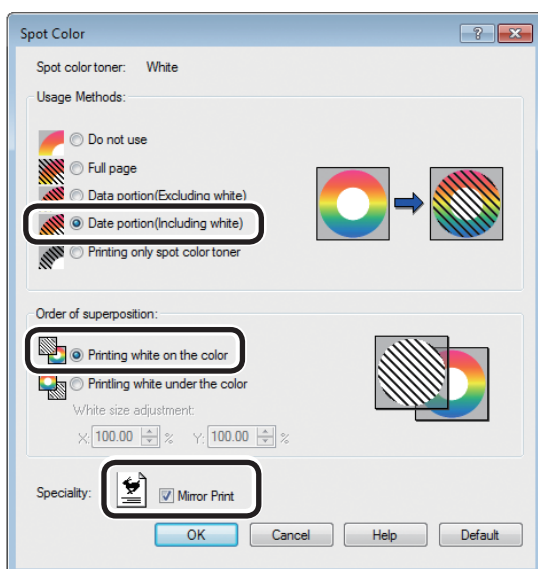 Spot Color
Spot color toner: White
Usage Methods:
Do not use
Full page
Data portion(Excluding white)
Date portion(Including white)
Printing only spot color toner
Order of superposition:
Printing white on the color
Printling white under the color
White size adjustment:
X: 100.00 % Y: 100.00 %
Speciality: Mirror Print
OK Cancel Help Default